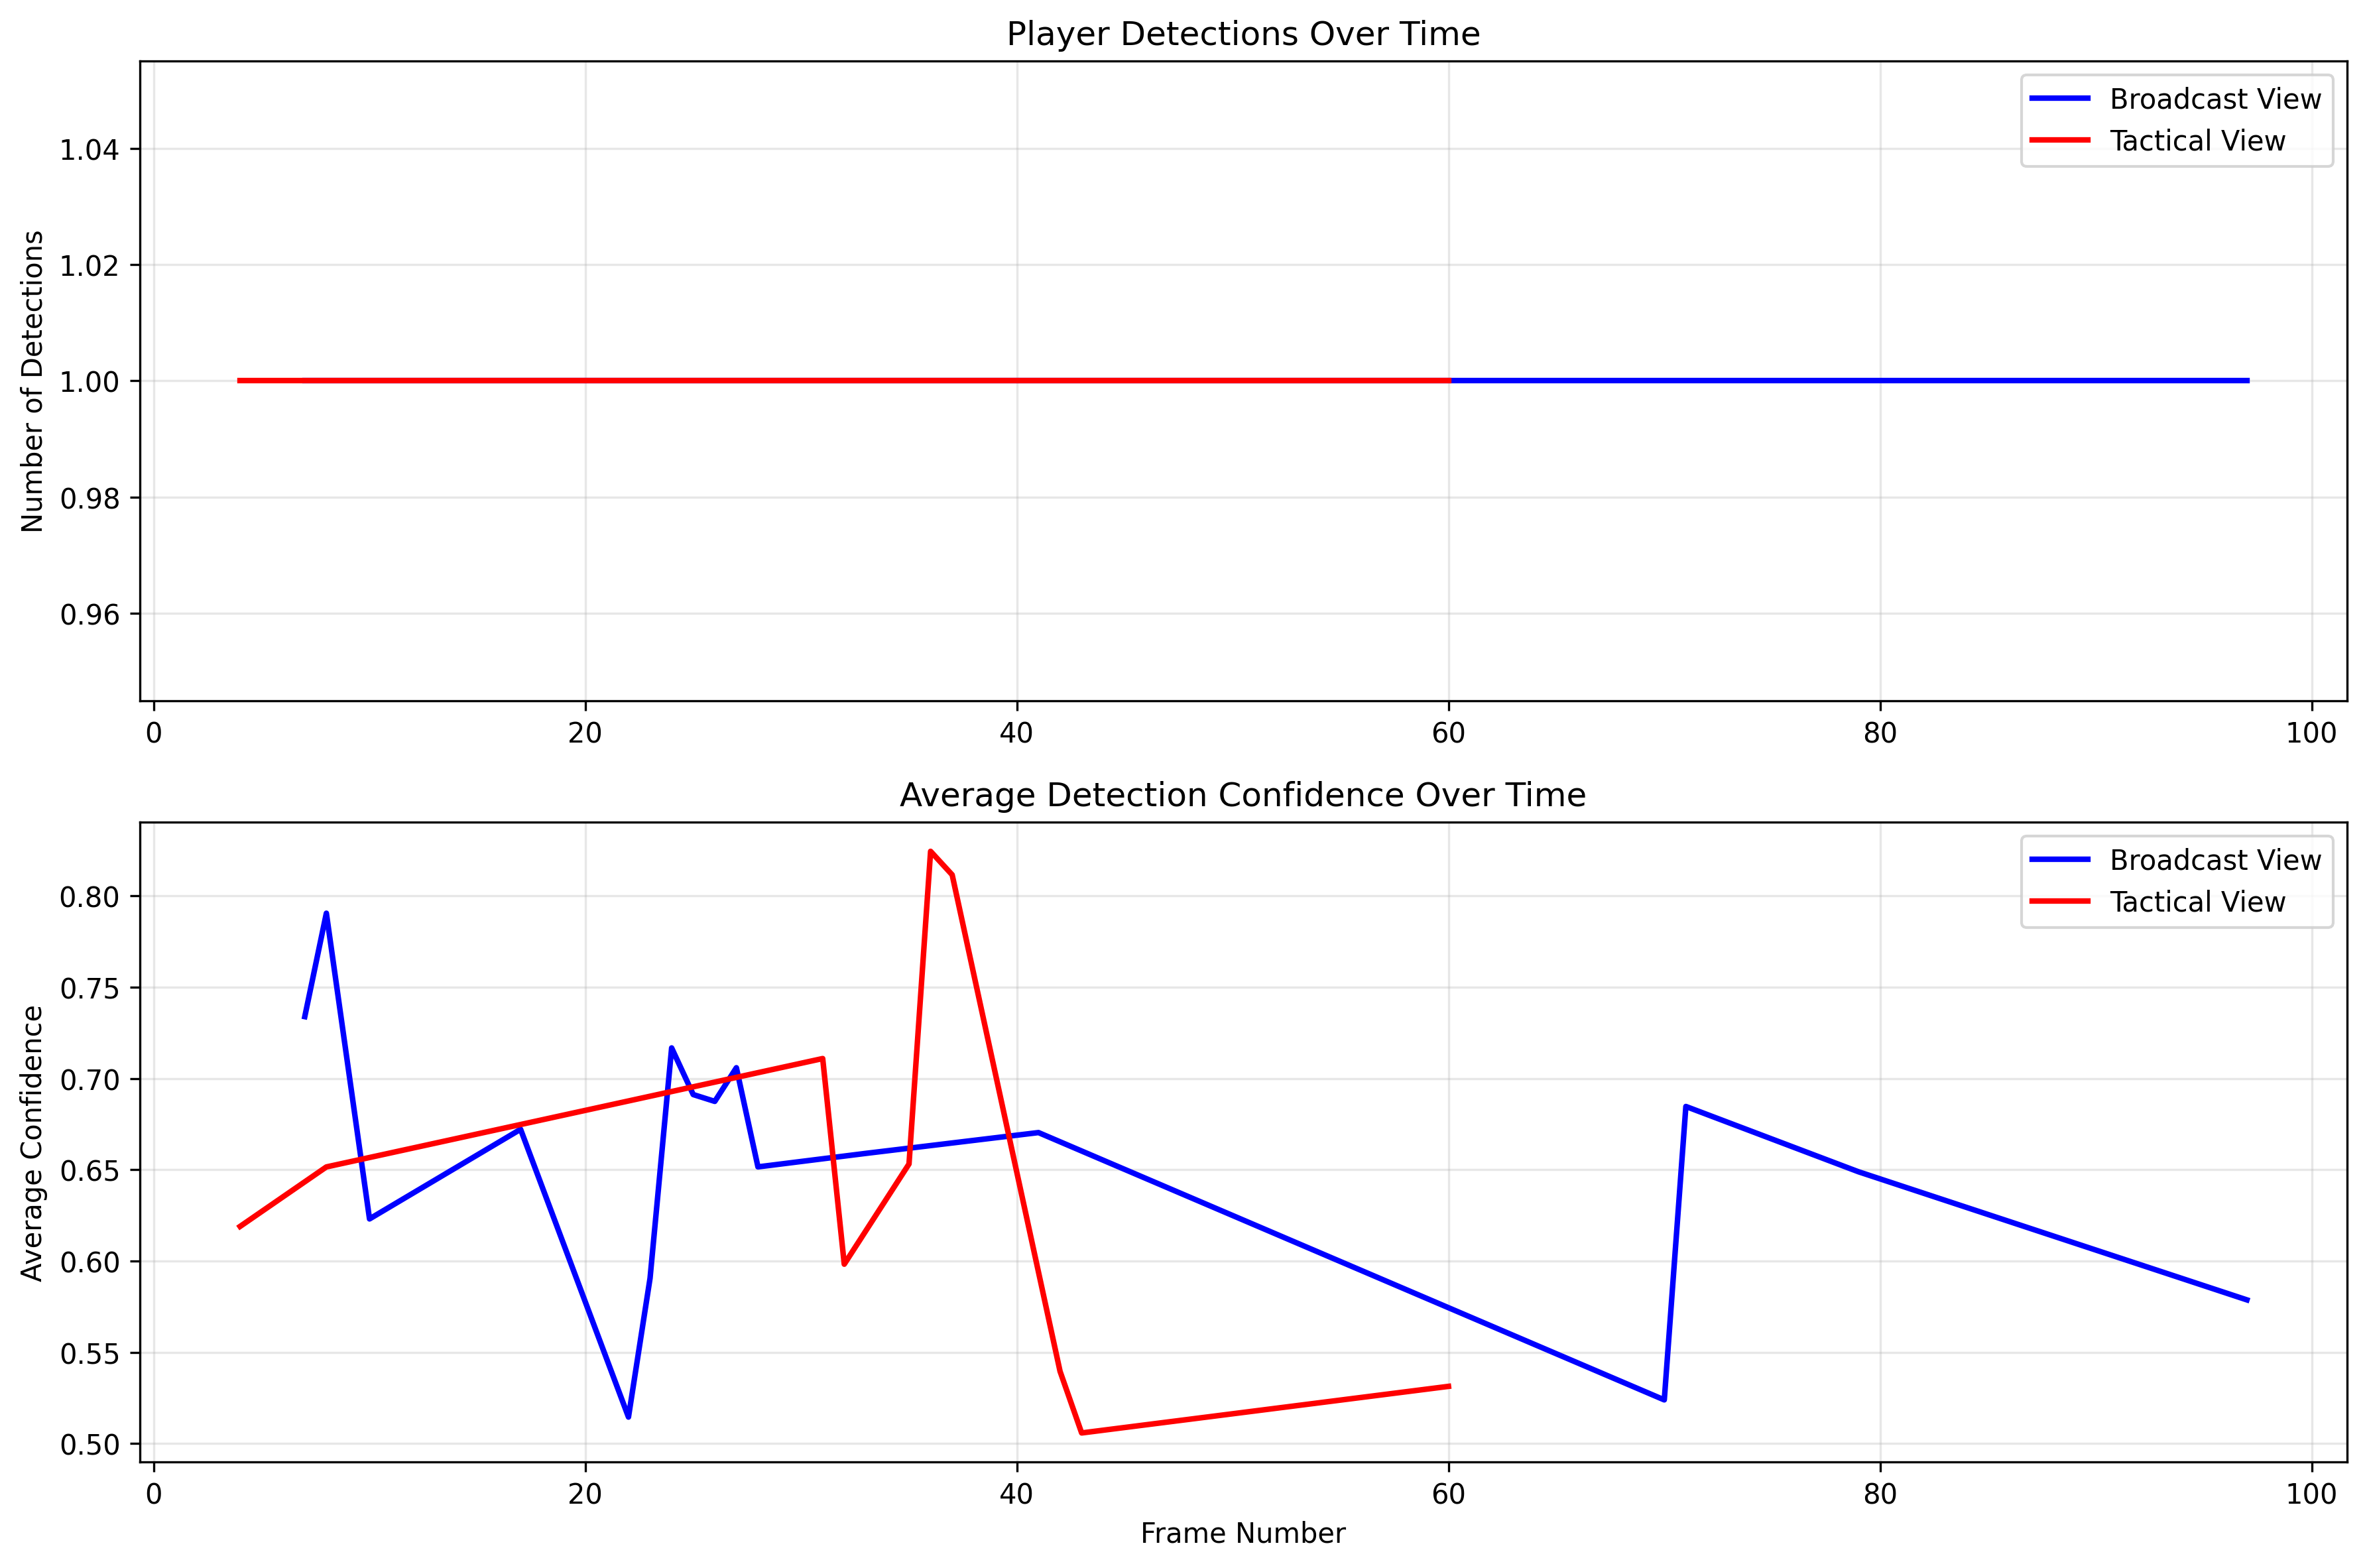 Player Detections Over Time
Broadcast View
Tactical View
Number of Detections
1.04
1.02
1.00
0.98
0.96
0 20 40 60 80 100
Average Detection Confidence Over Time
Broadcast View
Tactical View
Average Confidence
0.80
0.75
0.70
0.65
0.60
0.55
0.50
0 20 40 60 80 100
Frame Number